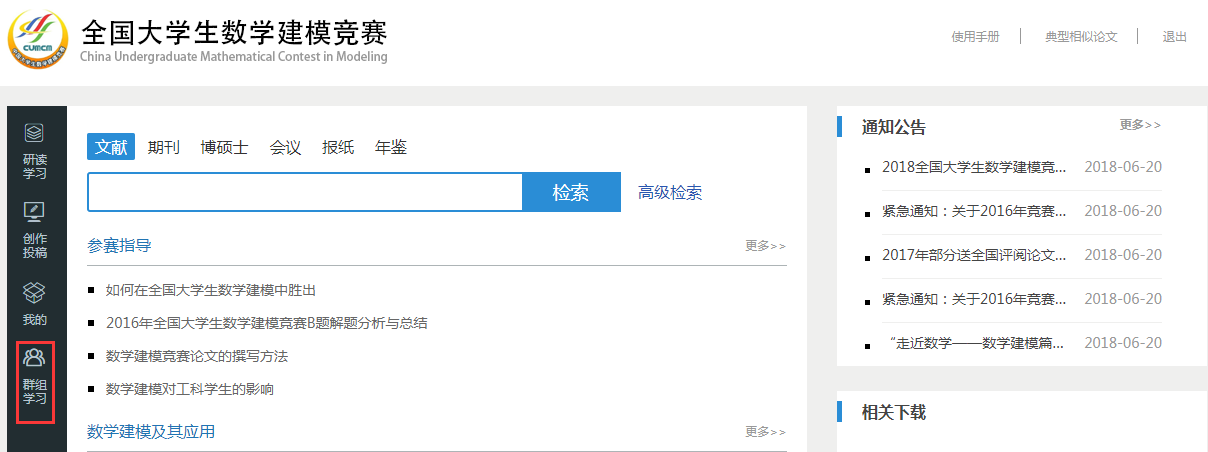 全国大学生数学建模竞赛
CUMCM
China Undergraduate Mathematical Contest in Modeling
使用手册
典型相似论文
退出
研读
学习
创作
投稿
我的
群组
学习
文献 期刊 博硕士 会议 报纸 年鉴
检索 高级检索
参赛指导 更多>>
如何在全国大学生数学建模中胜出
2016年全国大学生数学建模竞赛B题解题分析与总结
数学建模竞赛论文的撰写方法
数学建模对工科学生的影响
数学建模及其应用 更多>>
通知公告 更多>>
2018全国大学生数学建模竞... 2018-06-20
紧急通知：关于2016年竞赛... 2018-06-20
2017年部分送全国评阅论文... 2018-06-20
紧急通知：关于2016年竞赛... 2018-06-20
“走近数学——数学建模篇... 2018-06-20
相关下载